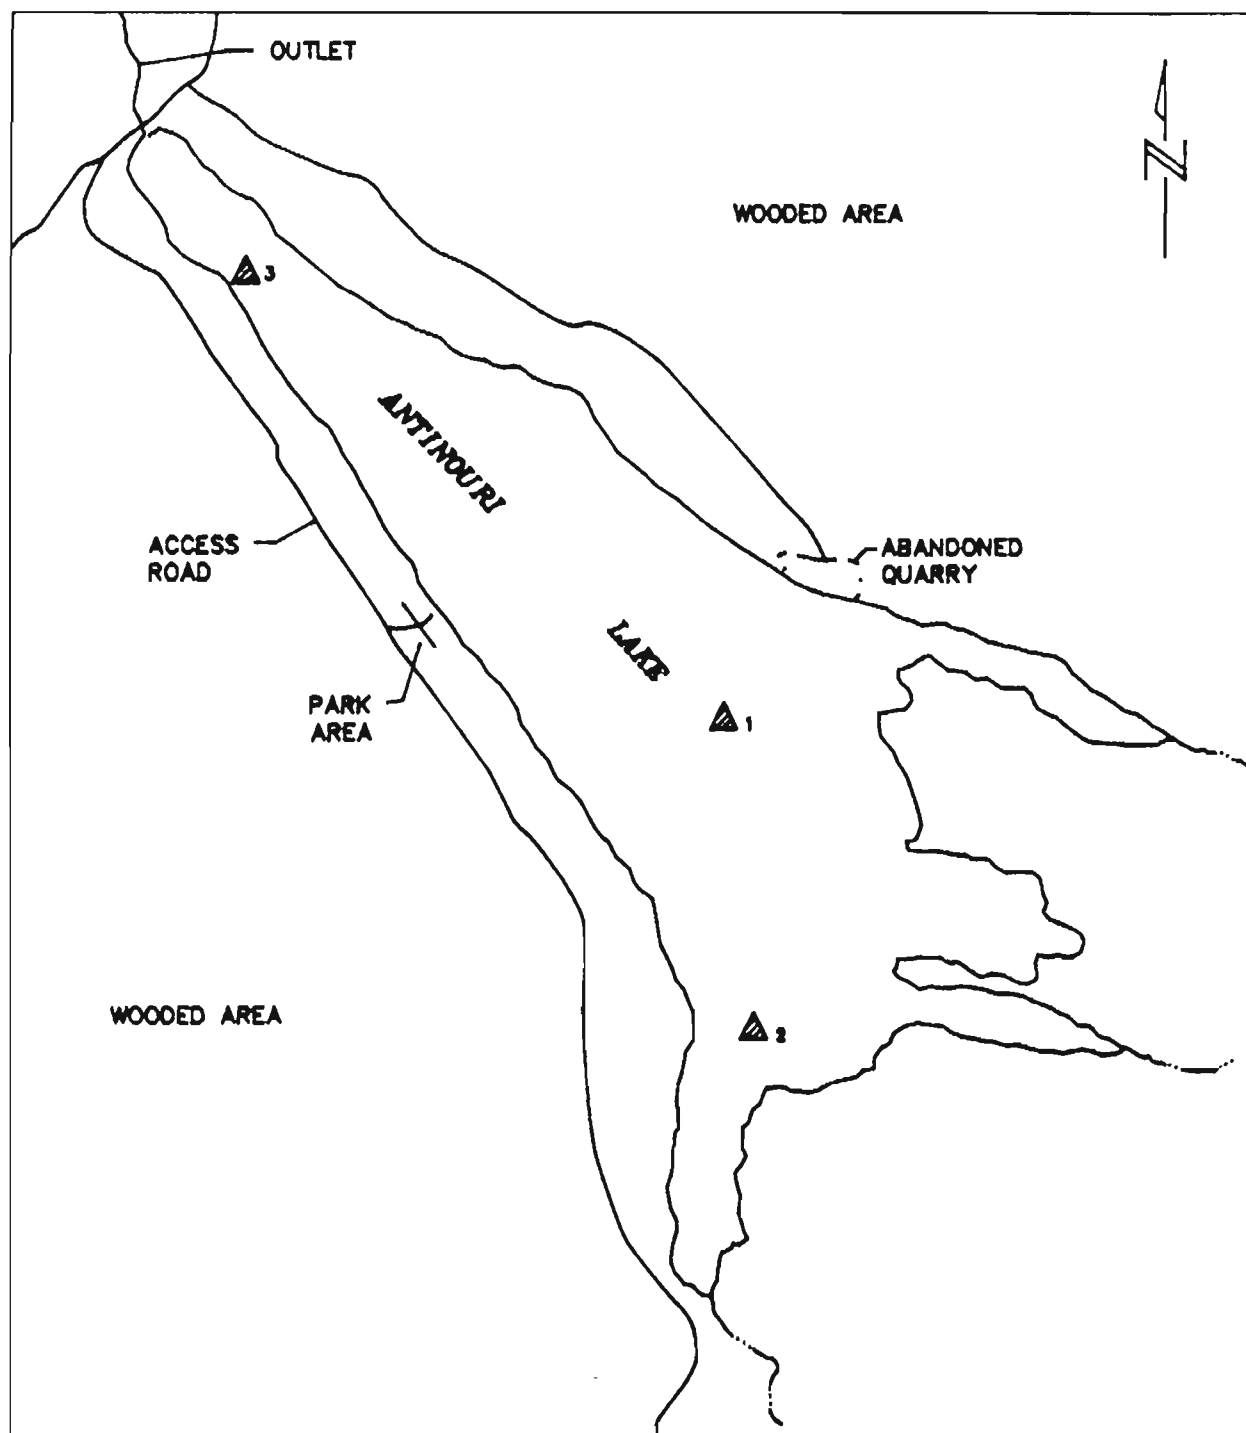 OUTLET
N
WOODED AREA
3
ANTINOURI
ACCESS
ROAD
ABANDONED
QUARRY
LAKE
PARK
AREA
1
WOODED AREA
2